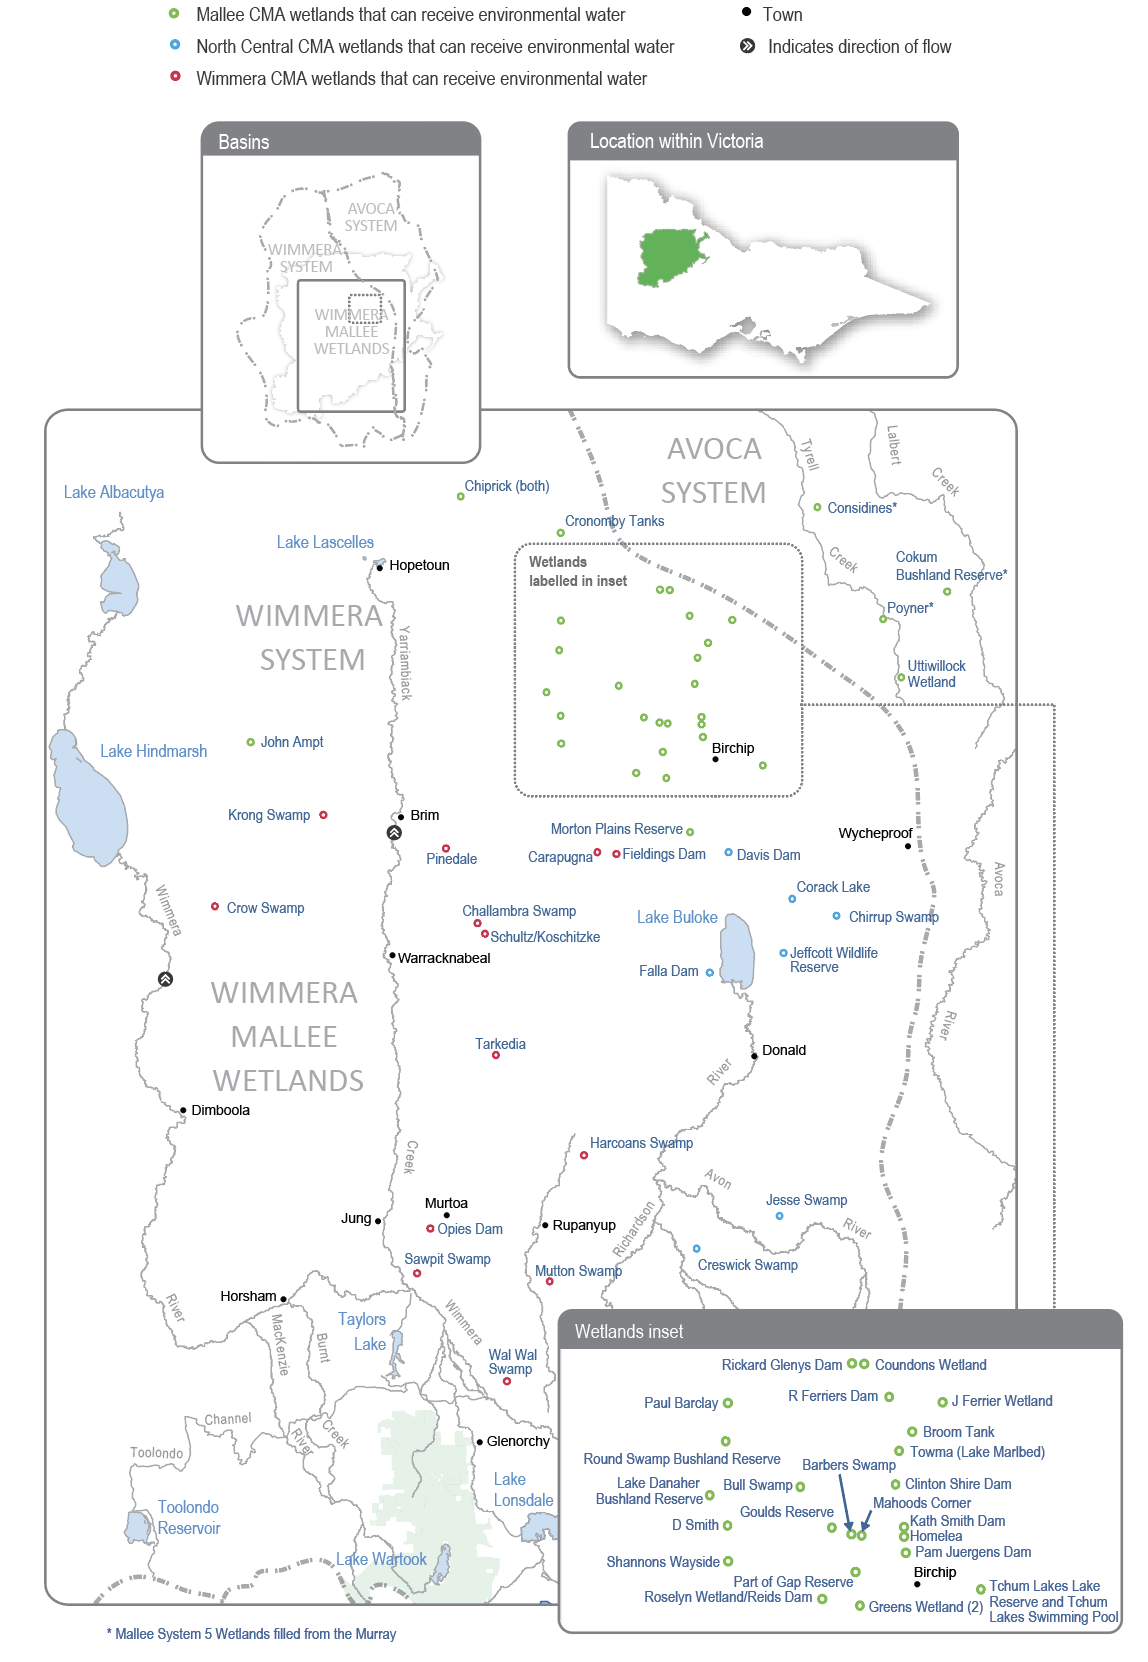 Mallee CMA wetlands that can receive environmental water
North Central CMA wetlands that can receive environmental water
Wimmera CMA wetlands that can receive environmental water
Town
Indicates direction of flow
Basins
AVOCA
SYSTEM
WIMMERA
SYSTEM
WIMMERA
MALLEE
WETLANDS
Location within Victoria
AVOCA
SYSTEM
Lake Albacutya
Chiprick (both)
Cronomby Tanks
Lake Lascelles
Hopetoun
Wetlands
labelled in inset
Tyrell
Creek
Lalbert
Creek
Considines*
Cokum
Bushland Reserve*
Poyner*
Uttiwillock
Wetland
WIMMERA
SYSTEM
Yarriambiack
Creek
Lake Hindmarsh
John Ampt
Birchip
Krong Swamp
Brim
Pinedale
Morton Plains Reserve
Carapugna
Fieldings Dam
Davis Dam
Wycheproof
Avoca
River
Corack Lake
Chirrup Swamp
Lake Buloke
Jeffcott Wildlife
Reserve
Falla Dam
Wimmera
River
Crow Swamp
Challambra Swamp
Schultz/Koschitzke
Warracknabeal
WIMMERA
MALLEE
WETLANDS
Tarkedia
Donald
River
Richardson
Dimboola
Harcoans Swamp
Avon
River
Jesse Swamp
Creswick Swamp
Murtoa
Jung
Opies Dam
Rupanyup
Sawpit Swamp
Mutton Swamp
Horsham
Taylors
Lake
Wimmera
River
MacKenzie
Burnt
Creek
Wal Wal
Swamp
Channel
Toolondo
Glenorchy
Toolondo
Reservoir
Lake
Lonsdale
Lake Wartook
Wetlands inset
Rickard Glenys Dam
Coundons Wetland
Paul Barclay
R Ferriers Dam
J Ferrier Wetland
Broom Tank
Round Swamp Bushland Reserve
Towma (Lake Marlbed)
Barbers Swamp
Lake Danaher
Bushland Reserve
Bull Swamp
Clinton Shire Dam
Goulds Reserve
Mahoods Corner
D Smith
Kath Smith Dam
Homelea
Pam Juergens Dam
Shannons Wayside
Part of Gap Reserve
Birchip
Roselyn Wetland/Reids Dam
Greens Wetland (2)
Tchum Lakes Lake
Reserve and Tchum
Lakes Swimming Pool
* Mallee System 5 Wetlands filled from the Murray